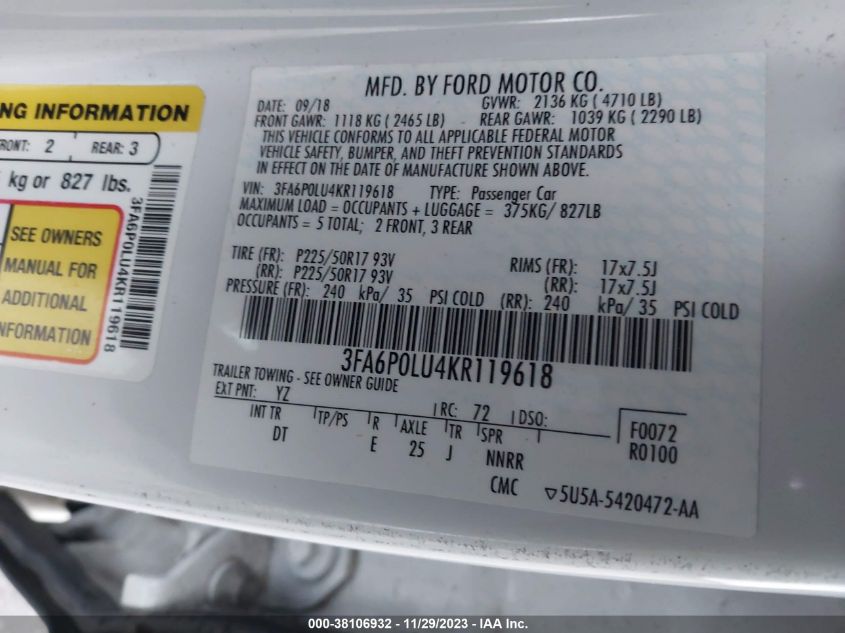 NG INFORMATION
RONT: 2 REAR: 3
kg or 827 lbs.
SEE OWNERS
MANUAL FOR
ADDITIONAL
INFORMATION
3FA6P0LU4KR119618
MFD. BY FORD MOTOR CO.
DATE: 09/18 GVWR: 2136 KG ( 4710 LB)
FRONT GAWR: 1118 KG ( 2465 LB) REAR GAWR: 1039 KG ( 2290 LB)
THIS VEHICLE CONFORMS TO ALL APPLICABLE FEDERAL MOTOR
VEHICLE SAFETY, BUMPER, AND THEFT PREVENTION STANDARDS
IN EFFECT ON THE DATE OF MANUFACTURE SHOWN ABOVE.
VIN: 3FA6P0LU4KR119618 TYPE: Passenger Car
MAXIMUM LOAD = OCCUPANTS + LUGGAGE = 375KG/ 827LB
OCCUPANTS = 5 TOTAL; 2 FRONT, 3 REAR
TIRE (FR): P225/50R17 93V RIMS (FR): 17x7.5J
(RR): P225/50R17 93V (RR): 17x7.5J
PRESSURE (FR): 240 kPa/ 35 PSI COLD (RR): 240 kPa/ 35 PSI COLD
3FA6P0LU4KR119618
TRAILER TOWING - SEE OWNER GUIDE
EXT PNT: YZ RC: 72 DSO: F0072
INT TR TP/PS R AXLE TR SPR R0100
DT E 25 J NNRR
CMC ▽5U5A-5420472-AA
000-38106932 - 11/29/2023 - IAA Inc.